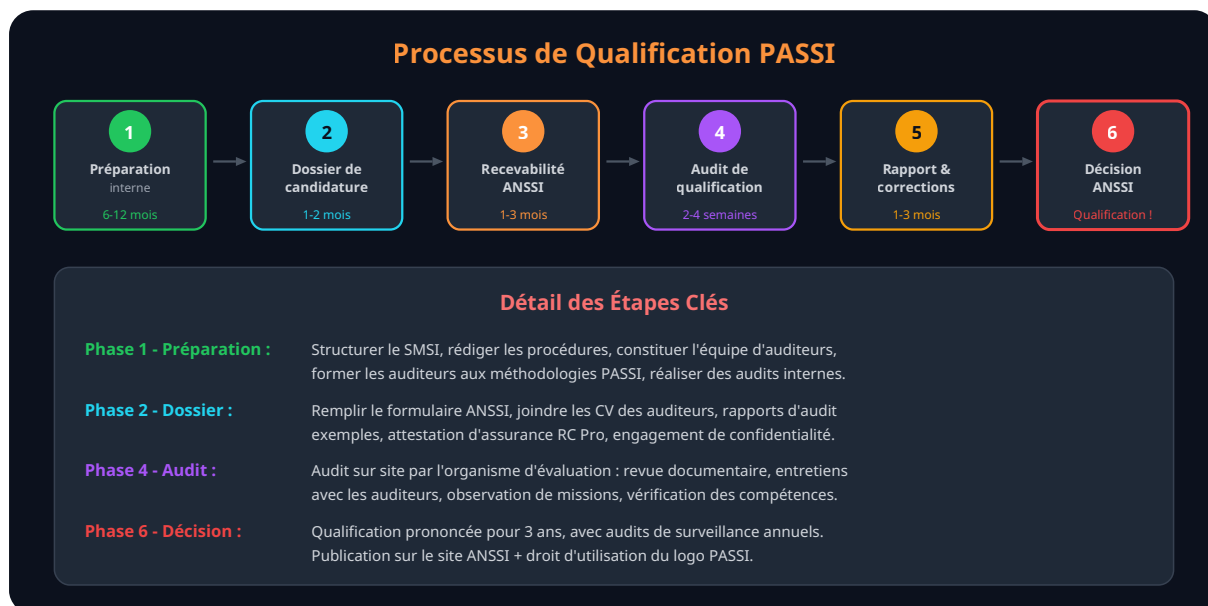 Processus de Qualification PASSI
1
Préparation
interne
6-12 mois
2
Dossier de
candidature
1-2 mois
3
Recevabilité
ANSSI
1-3 mois
4
Audit de
qualification
2-4 semaines
5
Rapport &
corrections
1-3 mois
6
Décision
ANSSI
Qualification !
Détail des Étapes Clés
Phase 1 - Préparation : Structurer le SMSI, rédiger les procédures, constituer l'équipe d'auditeurs,
former les auditeurs aux méthodologies PASSI, réaliser des audits internes.
Phase 2 - Dossier : Remplir le formulaire ANSSI, joindre les CV des auditeurs, rapports d'audit
exemples, attestation d'assurance RC Pro, engagement de confidentialité.
Phase 4 - Audit : Audit sur site par l'organisme d'évaluation : revue documentaire, entretiens
avec les auditeurs, observation de missions, vérification des compétences.
Phase 6 - Décision : Qualification prononcée pour 3 ans, avec audits de surveillance annuels.
Publication sur le site ANSSI + droit d'utilisation du logo PASSI.